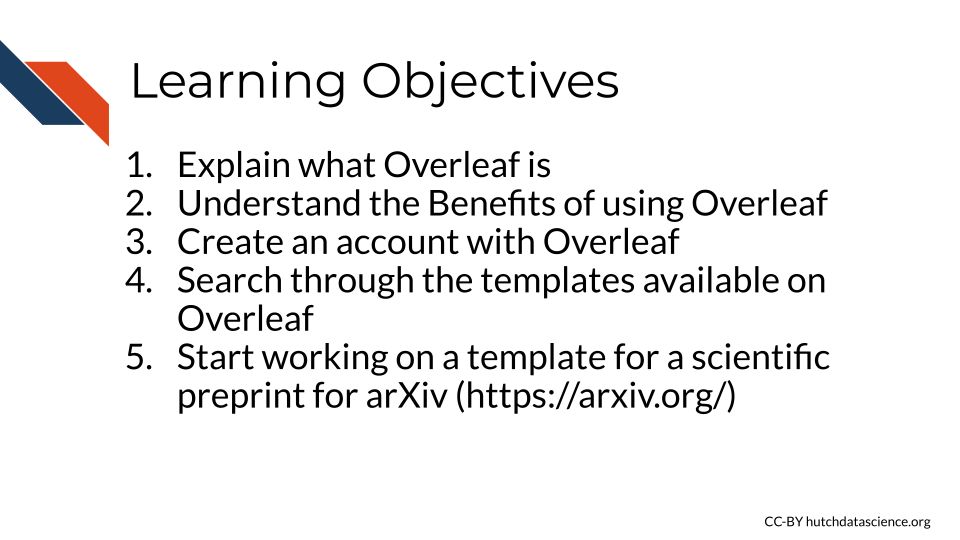 Learning Objectives
1. Explain what Overleaf is
2. Understand the Benefits of using Overleaf
3. Create an account with Overleaf
4. Search through the templates available on
Overleaf
5. Start working on a template for a scientific
preprint for arXiv (https://arxiv.org/)
CC-BY hutchdatascience.org